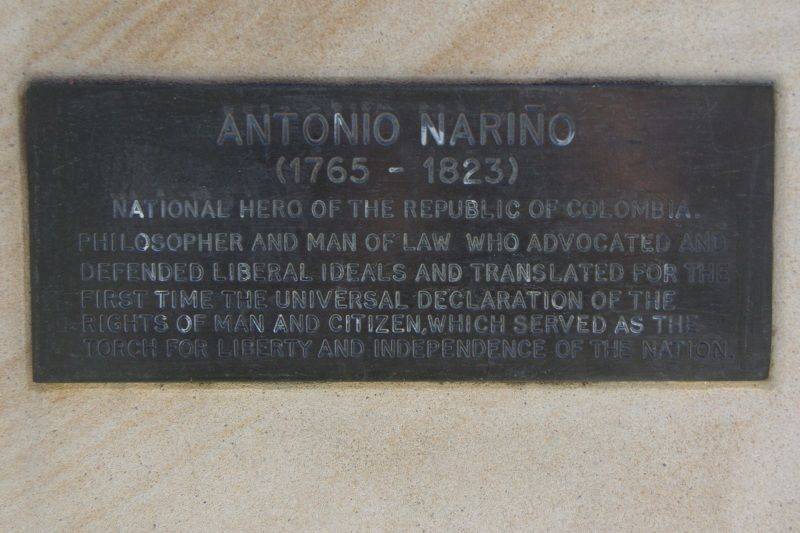 ANTONIO NARIÑO
(1765 - 1823)
NATIONAL HERO OF THE REPUBLIC OF COLOMBIA.
PHILOSOPHER AND MAN OF LAW WHO ADVOCATED AND
DEFENDED LIBERAL IDEALS AND TRANSLATED FOR THE
FIRST TIME THE UNIVERSAL DECLARATION OF THE
RIGHTS OF MAN AND CITIZEN, WHICH SERVED AS THE
TORCH FOR LIBERTY AND INDEPENDENCE OF THE NATION.